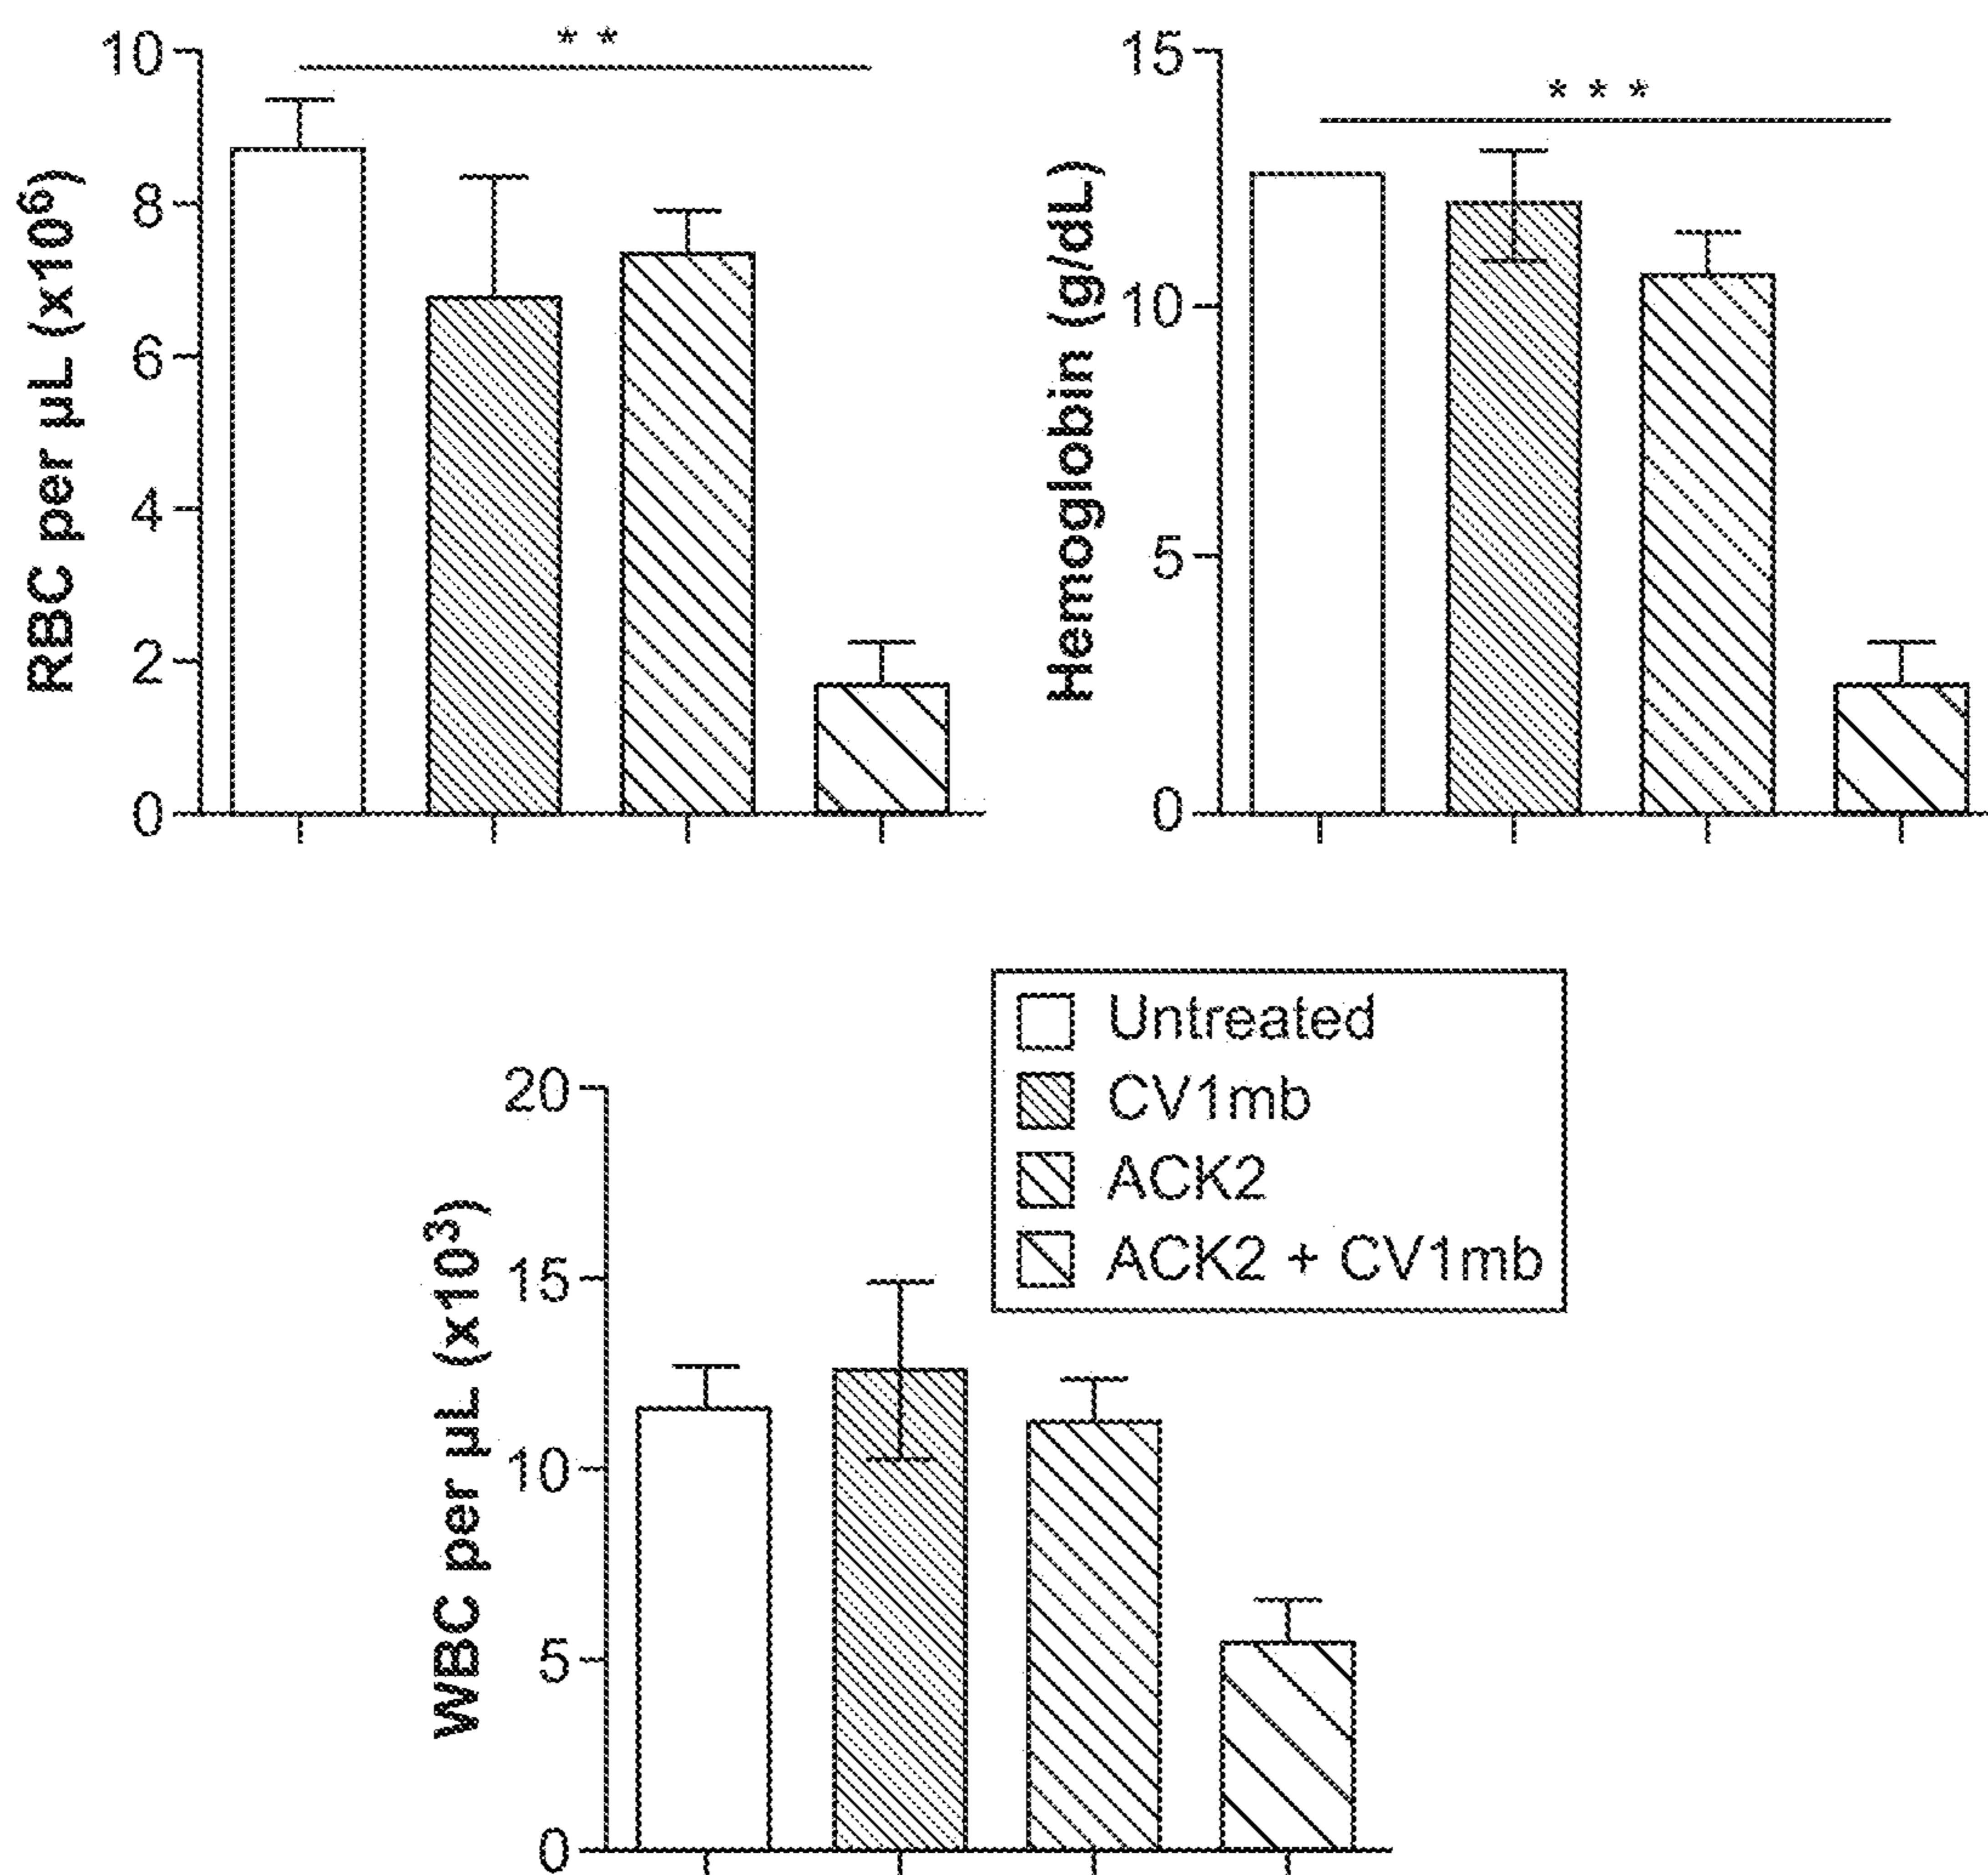 RBC per µL (x10⁶)
10
8
6
4
2
0
**
Hemoglobin (g/dL)
15
10
5
0
***
WBC per µL (x10³)
20
15
10
5
0
Untreated
CV1mb
ACK2
ACK2 + CV1mb